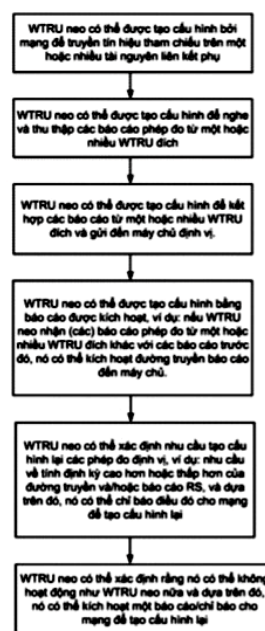 WTRU neo có thể được tạo cấu hình bởi
mạng để truyền tín hiệu tham chiếu trên một
hoặc nhiều tài nguyên liên kết phụ
WTRU neo có thể được tạo cấu hình để nghe
và thu thập các báo cáo phép đo từ một hoặc
nhiều WTRU đích
WTRU neo có thể được tạo cấu hình để kết
hợp các báo cáo từ một hoặc nhiều WTRU
đích và gửi đến máy chủ định vị.
WTRU neo có thể được tạo cấu hình bằng
báo cáo được kích hoạt, ví dụ: nếu WTRU
neo nhận (các) báo cáo phép đo từ một hoặc
nhiều WTRU đích khác với các báo cáo trước
đó, nó có thể kích hoạt đường truyền báo cáo
đến máy chủ.
WTRU neo có thể xác định nhu cầu tạo cấu
hình lại các phép đo định vị, ví dụ: nhu cầu
về tính định kỳ cao hơn hoặc thấp hơn của
đường truyền và/hoặc báo cáo RS, và dựa
trên đó, nó có thể chỉ báo điều đó cho mạng
để tạo cấu hình lại
WTRU neo có thể xác định rằng nó có thể không
hoạt động như WTRU neo nữa và dựa trên đó,
nó có thể kích hoạt một báo cáo/chỉ báo cho
mạng để tạo cấu hình lại